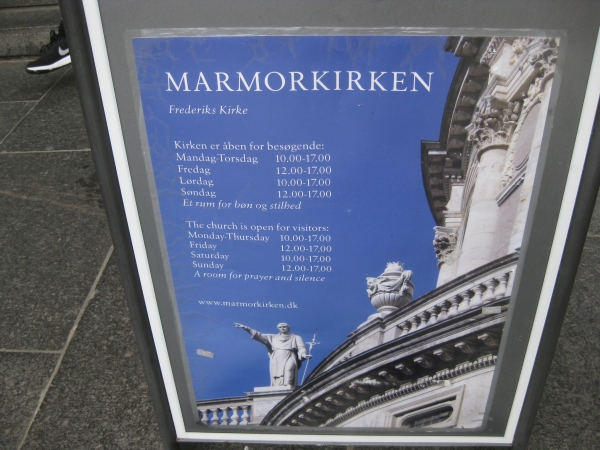 MARMORKIRKEN
Frederiks Kirke
Kirken er åben for besøgende:
Mandag-Torsdag 10.00-17.00
Fredag 12.00-17.00
Lørdag 10.00-17.00
Søndag 12.00-17.00
Et rum for bøn og stilhed
The church is open for visitors:
Monday-Thursday 10.00-17.00
Friday 12.00-17.00
Saturday 10.00-17.00
Sunday 12.00-17.00
A room for prayer and silence
www.marmorkirken.dk